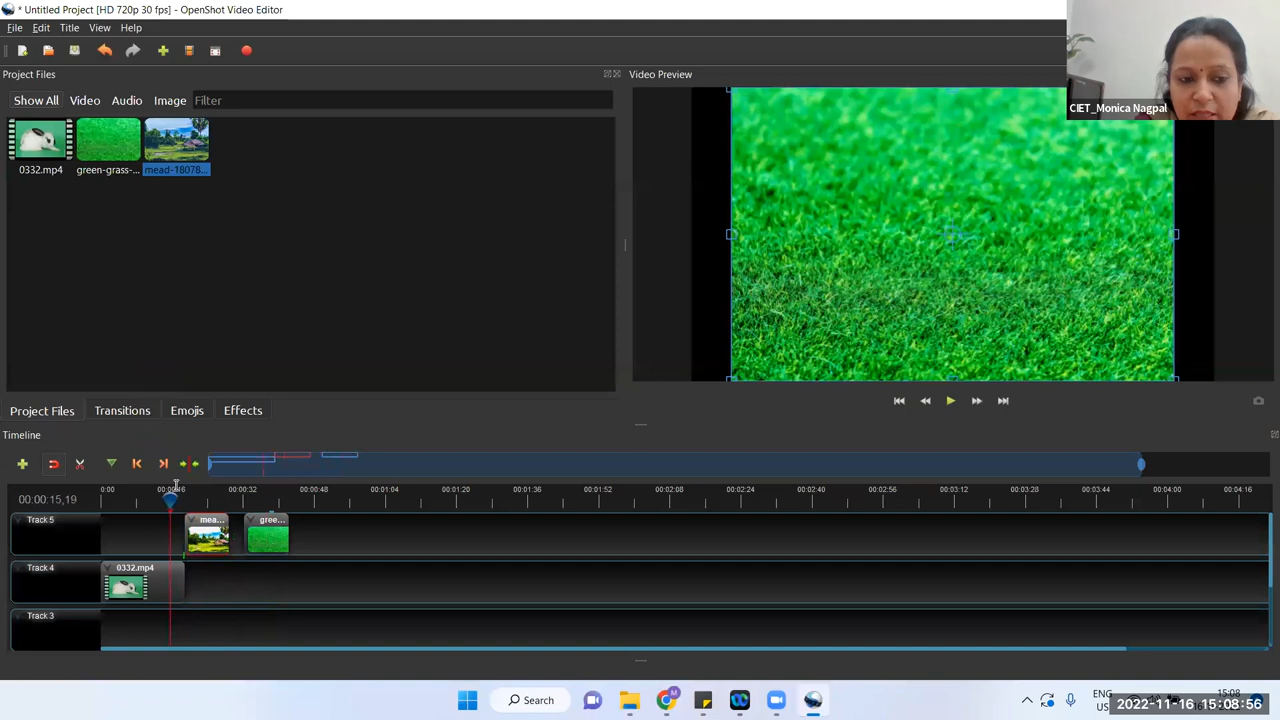 * Untitled Project [HD 720p 30 fps] - OpenShot Video Editor
File Edit Title View Help
Project Files
Video Preview
CIET_Monica Nagpal
Show All Video Audio Image Filter
0332.mp4 green-grass-... mead-18078...
Project Files Transitions Emojis Effects
Timeline
00:00:15,19
0:00 00:00:32 00:00:48 00:01:04 00:01:20 00:01:36 00:01:52 00:02:08 00:02:24 00:02:40 00:02:56 00:03:12 00:03:28 00:03:44 00:04:00 00:04:16
Track 5 mea... gree...
Track 4 0332.mp4
Track 3
Search
ENG
15:08
2022-11-16 15:08:56